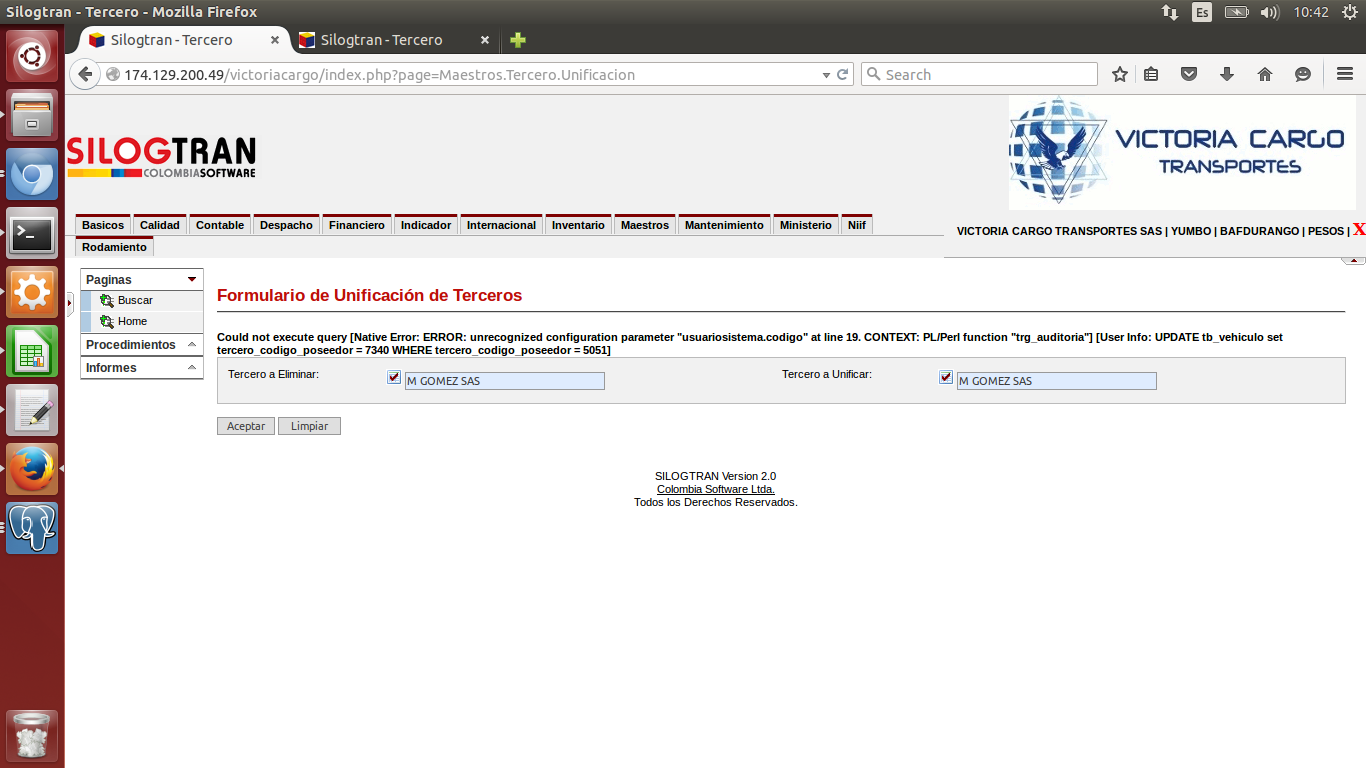 Silogtran - Tercero - Mozilla Firefox
Es
10:42
Silogtran - Tercero
Silogtran - Tercero
174.129.200.49/victoriacargo/index.php?page=Maestros.Tercero.Unificacion
Search
SILOGTRAN
COLOMBIASOFTWARE
VICTORIA CARGO
TRANSPORTES
Basicos Calidad Contable Despacho Financiero Indicador Internacional Inventario Maestros Mantenimiento Ministerio Niif
Rodamiento
VICTORIA CARGO TRANSPORTES SAS | YUMBO | BAFDURANGO | PESOS | X
Paginas
Buscar
Home
Procedimientos
Informes
Formulario de Unificación de Terceros
Could not execute query [Native Error: ERROR: unrecognized configuration parameter "usuariosistema.codigo" at line 19. CONTEXT: PL/Perl function "trg_auditoria"] [User Info: UPDATE tb_vehiculo set
tercero_codigo_poseedor = 7340 WHERE tercero_codigo_poseedor = 5051]
Tercero a Eliminar: M GOMEZ SAS Tercero a Unificar: M GOMEZ SAS
Aceptar Limpiar
SILOGTRAN Version 2.0
Colombia Software Ltda.
Todos los Derechos Reservados.